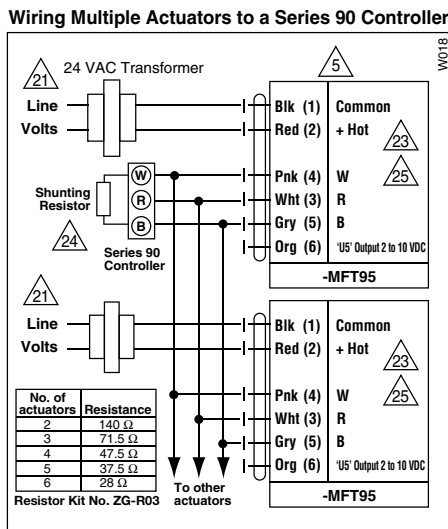 Wiring Multiple Actuators to a Series 90 Controller
W018
21
24 VAC Transformer
5
Line
Volts
Blk (1) Common
Red (2) + Hot
23
25
Pnk (4) W
Wht (3) R
Gry (5) B
Org (6) 'U5' Output 2 to 10 VDC
-MFT95
Shunting
Resistor
24
W
R
B
Series 90
Controller
21
Line
Volts
Blk (1) Common
Red (2) + Hot
23
25
Pnk (4) W
Wht (3) R
Gry (5) B
Org (6) 'U5' Output 2 to 10 VDC
-MFT95
No. of
actuators Resistance
2 140 Ω
3 71.5 Ω
4 47.5 Ω
5 37.5 Ω
6 28 Ω
Resistor Kit No. ZG-R03
To other
actuators